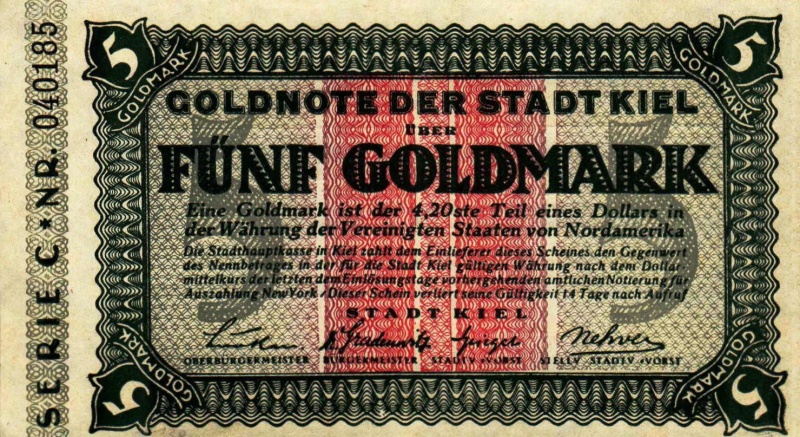 SERIE C * NR. 040185
5
GOLDMARK
5
GOLDMARK
GOLDNOTE DER STADT KIEL
ÜBER
FÜNF GOLDMARK
Eine Goldmark ist der 4,20ste Teil eines Dollars in
der Währung der Vereinigten Staaten von Nordamerika
Die Stadthauptkasse in Kiel zahlt dem Einlieferer dieses Scheines den Gegenwert
des Nennbetrages in der für die Stadt Kiel gültigen Währung nach dem Dollar-
mittelkurs der letzten dem Einlösungstage vorhergehenden amtlichen Notierung für
Auszahlung NewYork * Dieser Schein verliert seine Gültigkeit 14 Tage nach Aufruf
STADT KIEL
OBERBÜRGERMEISTER BÜRGERMEISTER STADTV *VORST STELLV STADTV *VORST
GOLDMARK
5
GOLDMARK
5